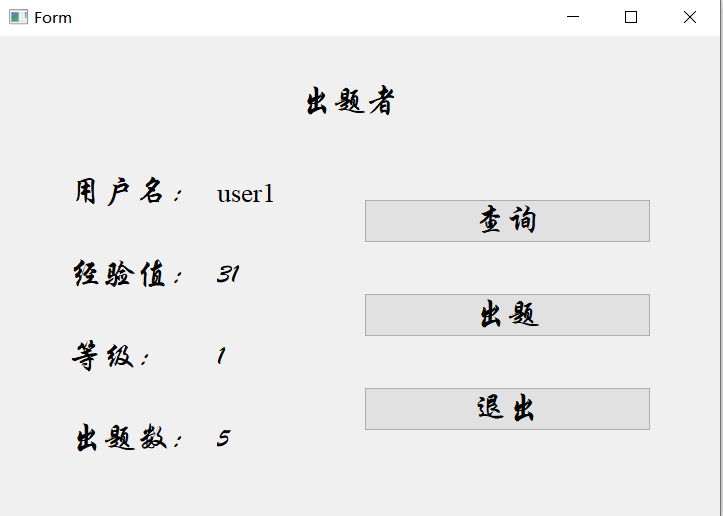 Form
出题者
用户名： user1
查询
经验值： 31
出题
等级： 1
退出
出题数： 5